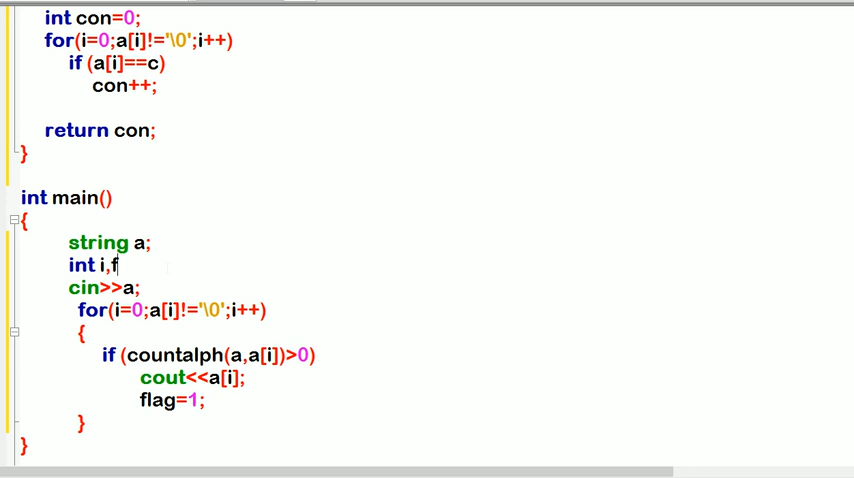 int con=0;
for(i=0;a[i]!='\0';i++)
if (a[i]==c)
con++;
return con;
}
int main()
{
string a;
int i,f
cin>>a;
for(i=0;a[i]!='\0';i++)
{
if (countalph(a,a[i])>0)
cout<<a[i];
flag=1;
}
}